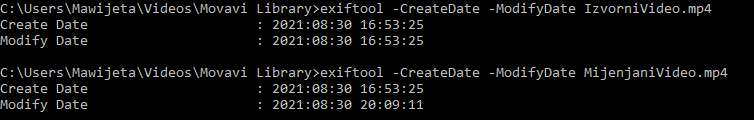 C:\Users\Mawijeta\Videos\Movavi Library>exiftool -CreateDate -ModifyDate IzvorniVideo.mp4
Create Date                     : 2021:08:30 16:53:25
Modify Date                     : 2021:08:30 16:53:25
C:\Users\Mawijeta\Videos\Movavi Library>exiftool -CreateDate -ModifyDate MijenjaniVideo.mp4
Create Date                     : 2021:08:30 16:53:25
Modify Date                     : 2021:08:30 20:09:11